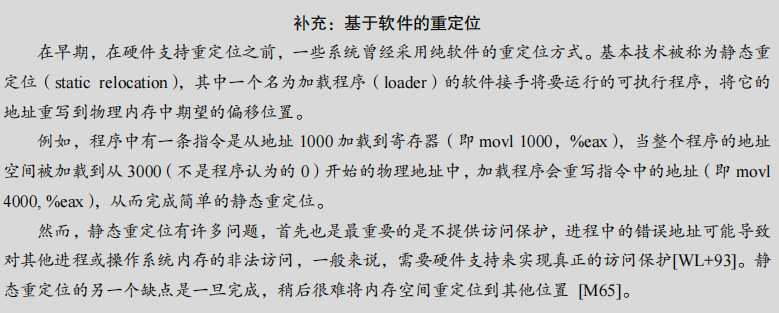 补充：基于软件的重定位
在早期，在硬件支持重定位之前，一些系统曾经采用纯软件的重定位方式。基本技术被称为静态重
定位（static relocation），其中一个名为加载程序（loader）的软件接手将要运行的可执行程序，将它的
地址重写到物理内存中期望的偏移位置。
例如，程序中有一条指令是从地址 1000 加载到寄存器（即 movl 1000，%eax），当整个程序的地址
空间被加载到从 3000（不是程序认为的 0）开始的物理地址中，加载程序会重写指令中的地址（即 movl
4000, %eax），从而完成简单的静态重定位。
然而，静态重定位有许多问题，首先也是最重要的是不提供访问保护，进程中的错误地址可能导致
对其他进程或操作系统内存的非法访问，一般来说，需要硬件支持来实现真正的访问保护[WL+93]。静
态重定位的另一个缺点是一旦完成，稍后很难将内存空间重定位到其他位置 [M65]。